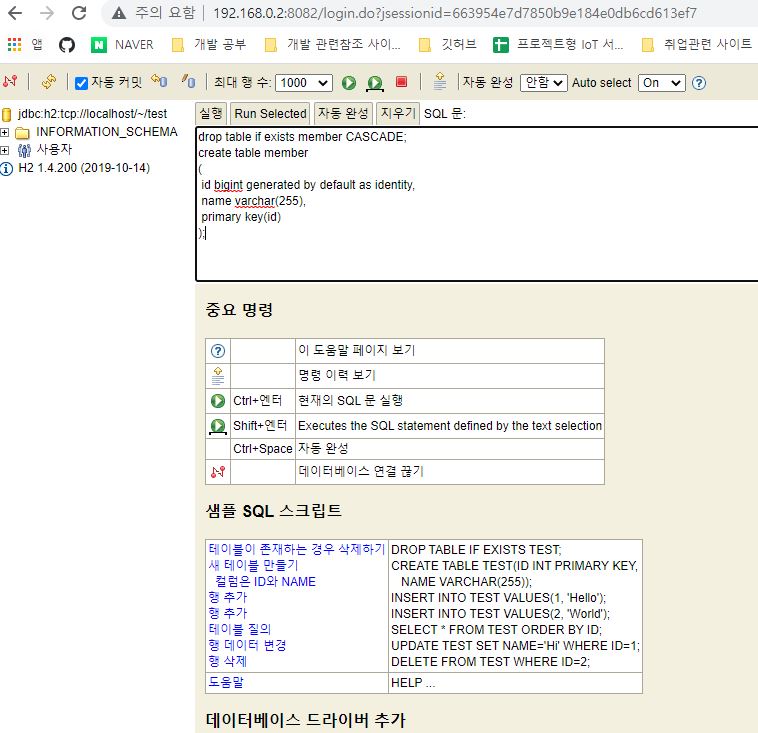 주의 요함 192.168.0.2:8082/login.do?jsessionid=663954e7d7850b9e184e0db6cd613ef7
앱 NAVER 개발 공부 개발 관련참조 사이... 깃허브 프로젝트형 IoT 서... 취업관련 사이트
자동 커밋 최대 행 수: 1000 자동 완성 안함 Auto select On
jdbc:h2:tcp://localhost/~/test
INFORMATION_SCHEMA
사용자
H2 1.4.200 (2019-10-14)
실행 Run Selected 자동 완성 지우기 SQL 문:
drop table if exists member CASCADE;
create table member
(
id bigint generated by default as identity,
name varchar(255),
primary key(id)
);
중요 명령
이 도움말 페이지 보기
명령 이력 보기
Ctrl+엔터 현재의 SQL 문 실행
Shift+엔터 Executes the SQL statement defined by the text selection
Ctrl+Space 자동 완성
데이터베이스 연결 끊기
샘플 SQL 스크립트
테이블이 존재하는 경우 삭제하기 DROP TABLE IF EXISTS TEST;
새 테이블 만들기 CREATE TABLE TEST(ID INT PRIMARY KEY,
컬럼은 ID와 NAME NAME VARCHAR(255));
행 추가 INSERT INTO TEST VALUES(1, 'Hello');
행 추가 INSERT INTO TEST VALUES(2, 'World');
테이블 질의 SELECT * FROM TEST ORDER BY ID;
행 데이터 변경 UPDATE TEST SET NAME='Hi' WHERE ID=1;
행 삭제 DELETE FROM TEST WHERE ID=2;
도움말 HELP ...
데이터베이스 드라이버 추가